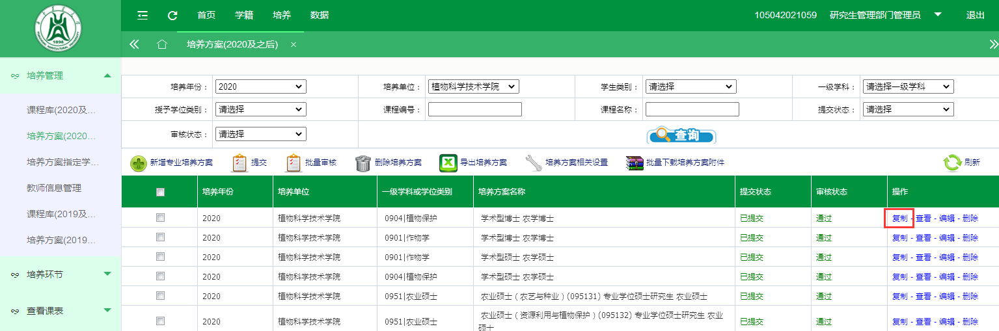 首页 学籍 培养 数据 105042021059 研究生管理部门管理员 退出
培养方案(2020及之后) ×
1898
培养管理
课程库(2020及...
培养方案(2020...
培养方案指定学...
教师信息管理
课程库(2019及...
培养方案(2019...
培养环节
查看课表
培养年份： 2020 培养单位： 植物科学技术学院 学生类别： 请选择 一级学科： 请选择一级学科
授予学位类别： 请选择 课程编号： 课程名称： 提交状态： 请选择
审核状态： 请选择 查询
新增专业培养方案 提交 批量审核 删除培养方案 导出培养方案 培养方案相关设置 批量下载培养方案附件 刷新
培养年份 培养单位 一级学科或学位类别 培养方案名称 提交状态 审核状态 操作
2020 植物科学技术学院 0904|植物保护 学术型博士 农学博士 已提交 通过 复制 - 查看 - 编辑 - 删除
2020 植物科学技术学院 0901|作物学 学术型博士 农学博士 已提交 通过 复制 - 查看 - 编辑 - 删除
2020 植物科学技术学院 0901|作物学 学术型硕士 农学硕士 已提交 通过 复制 - 查看 - 编辑 - 删除
2020 植物科学技术学院 0904|植物保护 学术型硕士 农学硕士 已提交 通过 复制 - 查看 - 编辑 - 删除
2020 植物科学技术学院 0951|农业硕士 农业硕士（农艺与种业）(095131) 专业学位硕士研究生 农业硕士 已提交 通过 复制 - 查看 - 编辑 - 删除
2020 植物科学技术学院 0951|农业硕士 农业硕士（资源利用与植物保护）(095132) 专业学位硕士研究生 农业
硕士 已提交 通过 复制 - 查看 - 编辑 - 删除